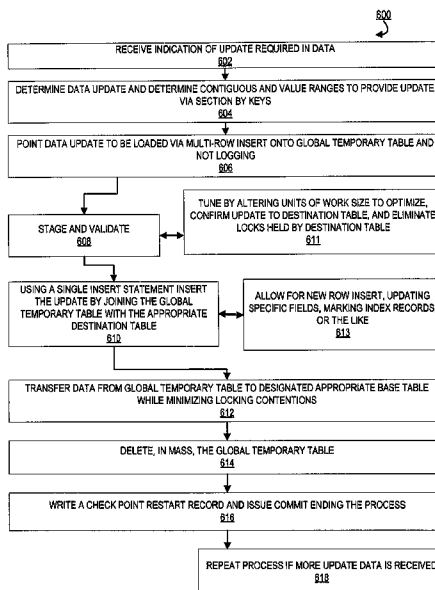 600
RECEIVE INDICATION OF UPDATE REQUIRED IN DATA
602
DETERMINE DATA UPDATE AND DETERMINE CONTIGUOUS AND VALUE RANGES TO PROVIDE UPDATE
VIA SECTION BY KEYS
604
POINT DATA UPDATE TO BE LOADED VIA MULTI-ROW INSERT ONTO GLOBAL TEMPORARY TABLE AND
NOT LOGGING
606
STAGE AND VALIDATE
608
TUNE BY ALTERING UNITS OF WORK SIZE TO OPTIMIZE,
CONFIRM UPDATE TO DESTINATION TABLE, AND ELIMINATE
LOCKS HELD BY DESTINATION TABLE
611
USING A SINGLE INSERT STATEMENT INSERT
THE UPDATE BY JOINING THE GLOBAL
TEMPORARY TABLE WITH THE APPROPRIATE
DESTINATION TABLE
610
ALLOW FOR NEW ROW INSERT, UPDATING
SPECIFIC FIELDS, MARKING INDEX RECORDS
OR THE LIKE
613
TRANSFER DATA FROM GLOBAL TEMPORARY TABLE TO DESIGNATED APPROPRIATE BASE TABLE
WHILE MINIMIZING LOCKING CONTENTIONS
612
DELETE, IN MASS, THE GLOBAL TEMPORARY TABLE
614
WRITE A CHECK POINT RESTART RECORD AND ISSUE COMMIT ENDING THE PROCESS
616
REPEAT PROCESS IF MORE UPDATE DATA IS RECEIVED
618